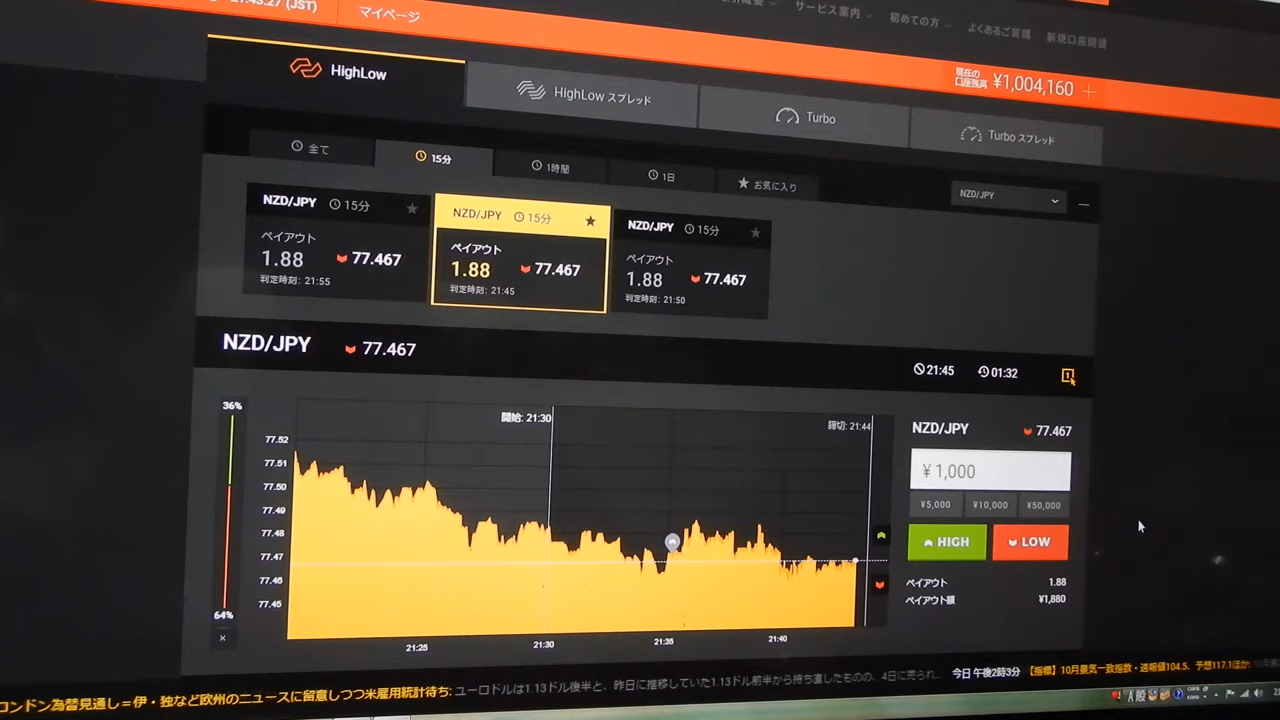 (JST)
マイページ
サービス案内
初めての方
よくあるご質問
新規口座開設
現在の
口座残高 ¥1,004,160 +
HighLow
HighLow スプレッド
Turbo
Turbo スプレッド
全て
15分
1時間
1日
お気に入り
NZD/JPY
NZD/JPY 15分
ペイアウト
1.88 77.467
判定時刻: 21:55
NZD/JPY 15分
ペイアウト
1.88 77.467
判定時刻: 21:45
NZD/JPY 15分
ペイアウト
1.88 77.467
判定時刻: 21:50
NZD/JPY 77.467
21:45 01:32
36%
64%
77.52
77.51
77.50
77.49
77.48
77.47
77.46
77.45
開始: 21:30
締切: 21:44
21:25
21:30
21:35
21:40
NZD/JPY 77.467
¥ 1,000
¥5,000 ¥10,000 ¥50,000
HIGH LOW
ペイアウト 1.88
ペイアウト額 ¥1,880
ロンドン為替見通し＝伊・独など欧州のニュースに留意しつつ米雇用統計待ち: ユーロドルは1.13ドル後半と、昨日に推移していた1.13ドル前半から持ち直したものの、4日に売られ... 今日 午後2時3分 【指標】10月景気一致指数・速報値104.5、予想117.1ほか:
A 般